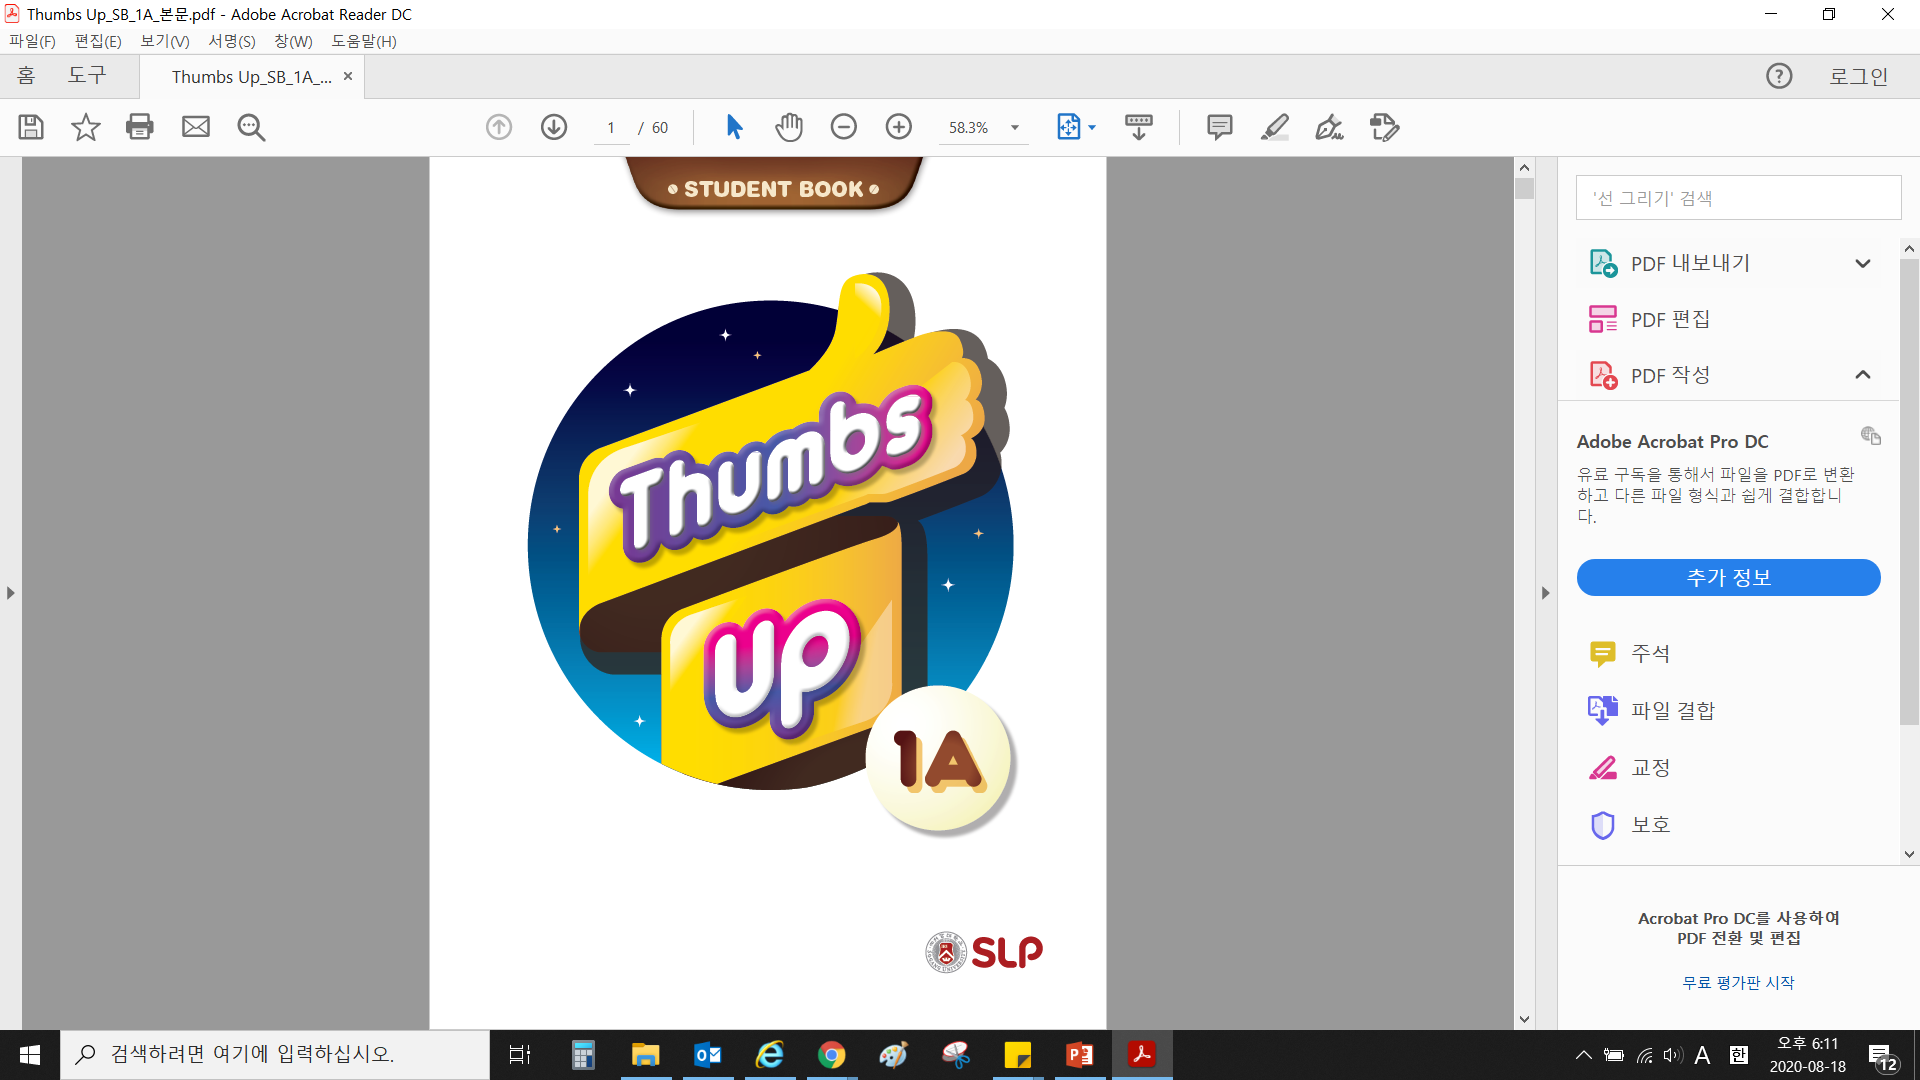 Thumbs Up_SB_1A_본문.pdf - Adobe Acrobat Reader DC
파일(F) 편집(E) 보기(V) 서명(S) 창(W) 도움말(H)
홈 도구 Thumbs Up_SB_1A_... ×
로그인
1 / 60 58.3%
• STUDENT BOOK •
Thumbs
Up
1A
SLP
'선 그리기' 검색
PDF 내보내기
PDF 편집
PDF 작성
Adobe Acrobat Pro DC
유료 구독을 통해서 파일을 PDF로 변환
하고 다른 파일 형식과 쉽게 결합합니
다.
추가 정보
주석
파일 결합
교정
보호
Acrobat Pro DC를 사용하여
PDF 전환 및 편집
무료 평가판 시작
검색하려면 여기에 입력하십시오.
A 한
오후 6:11
2020-08-18
12